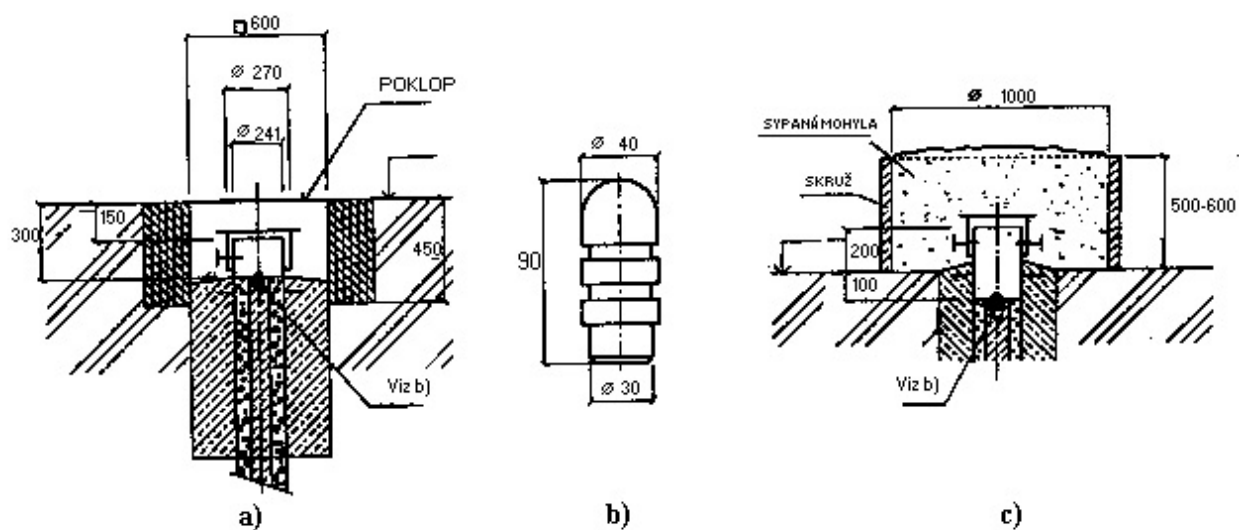 □600
ø 270
POKLOP
ø 241
150
300
450
Viz b)
a)
ø 40
90
ø 30
b)
ø 1000
SYPANÁ MOHYLA
SKRUŽ
500-600
200
100
Viz b)
c)